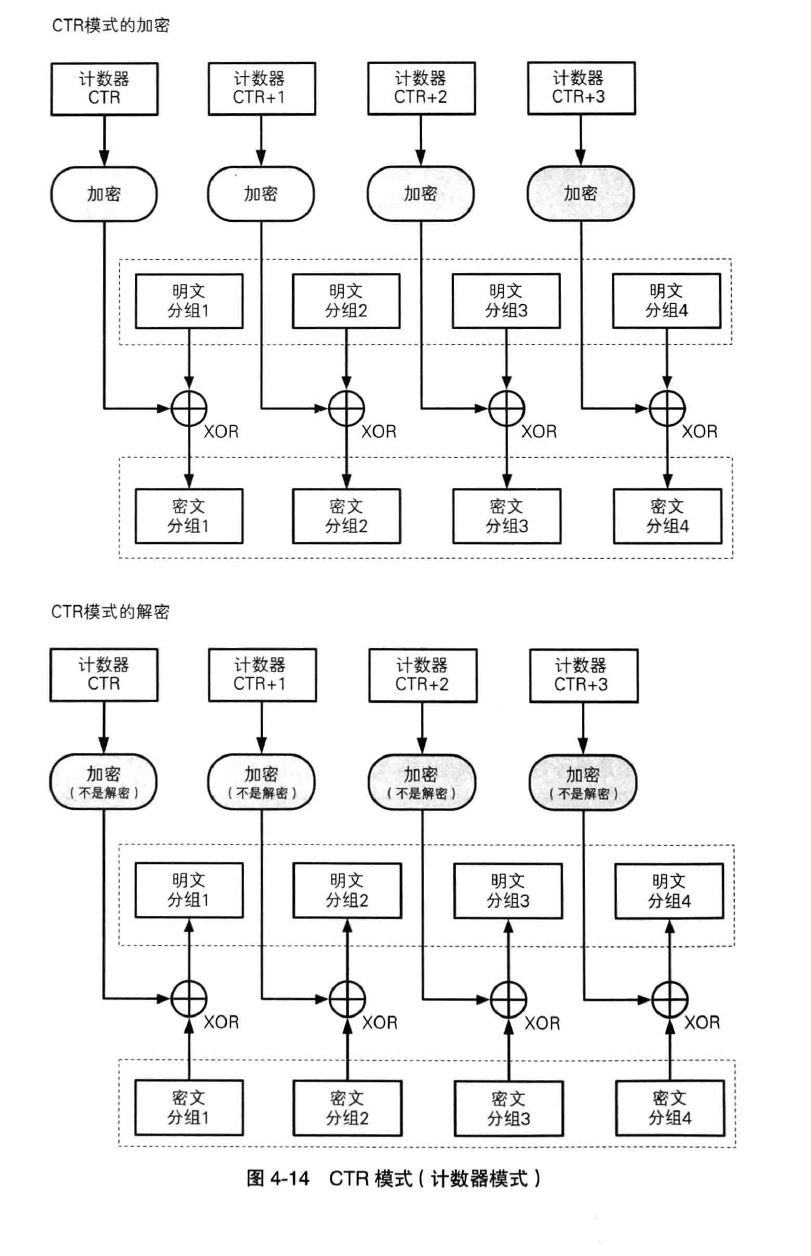 CTR模式的加密
计数器 计数器 计数器 计数器
CTR CTR+1 CTR+2 CTR+3
加密 加密 加密 加密
明文 明文 明文 明文
分组1 分组2 分组3 分组4
XOR XOR XOR XOR
密文 密文 密文 密文
分组1 分组2 分组3 分组4
CTR模式的解密
计数器 计数器 计数器 计数器
CTR CTR+1 CTR+2 CTR+3
加密 加密 加密 加密
(不是解密) (不是解密) (不是解密) (不是解密)
明文 明文 明文 明文
分组1 分组2 分组3 分组4
XOR XOR XOR XOR
密文 密文 密文 密文
分组1 分组2 分组3 分组4
图 4-14 CTR 模式(计数器模式)